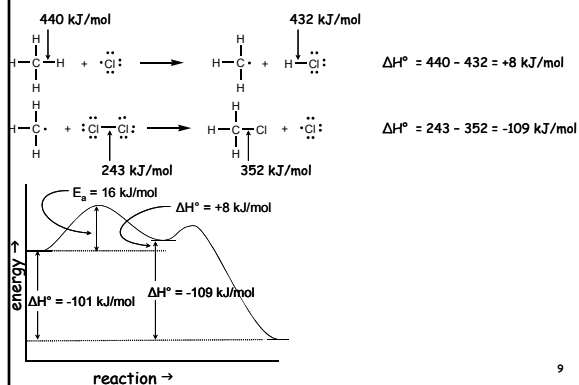 440 kJ/mol 432 kJ/mol
H H
H—C—H + ·Cl: H—C· + H—Cl: ΔH° = 440 - 432 = +8 kJ/mol
H H
H H
H—C· + :Cl—Cl: H—C—Cl + ·Cl: ΔH° = 243 - 352 = -109 kJ/mol
H H
243 kJ/mol 352 kJ/mol
Ea = 16 kJ/mol
ΔH° = +8 kJ/mol
energy →
ΔH° = -101 kJ/mol
ΔH° = -109 kJ/mol
reaction →
9